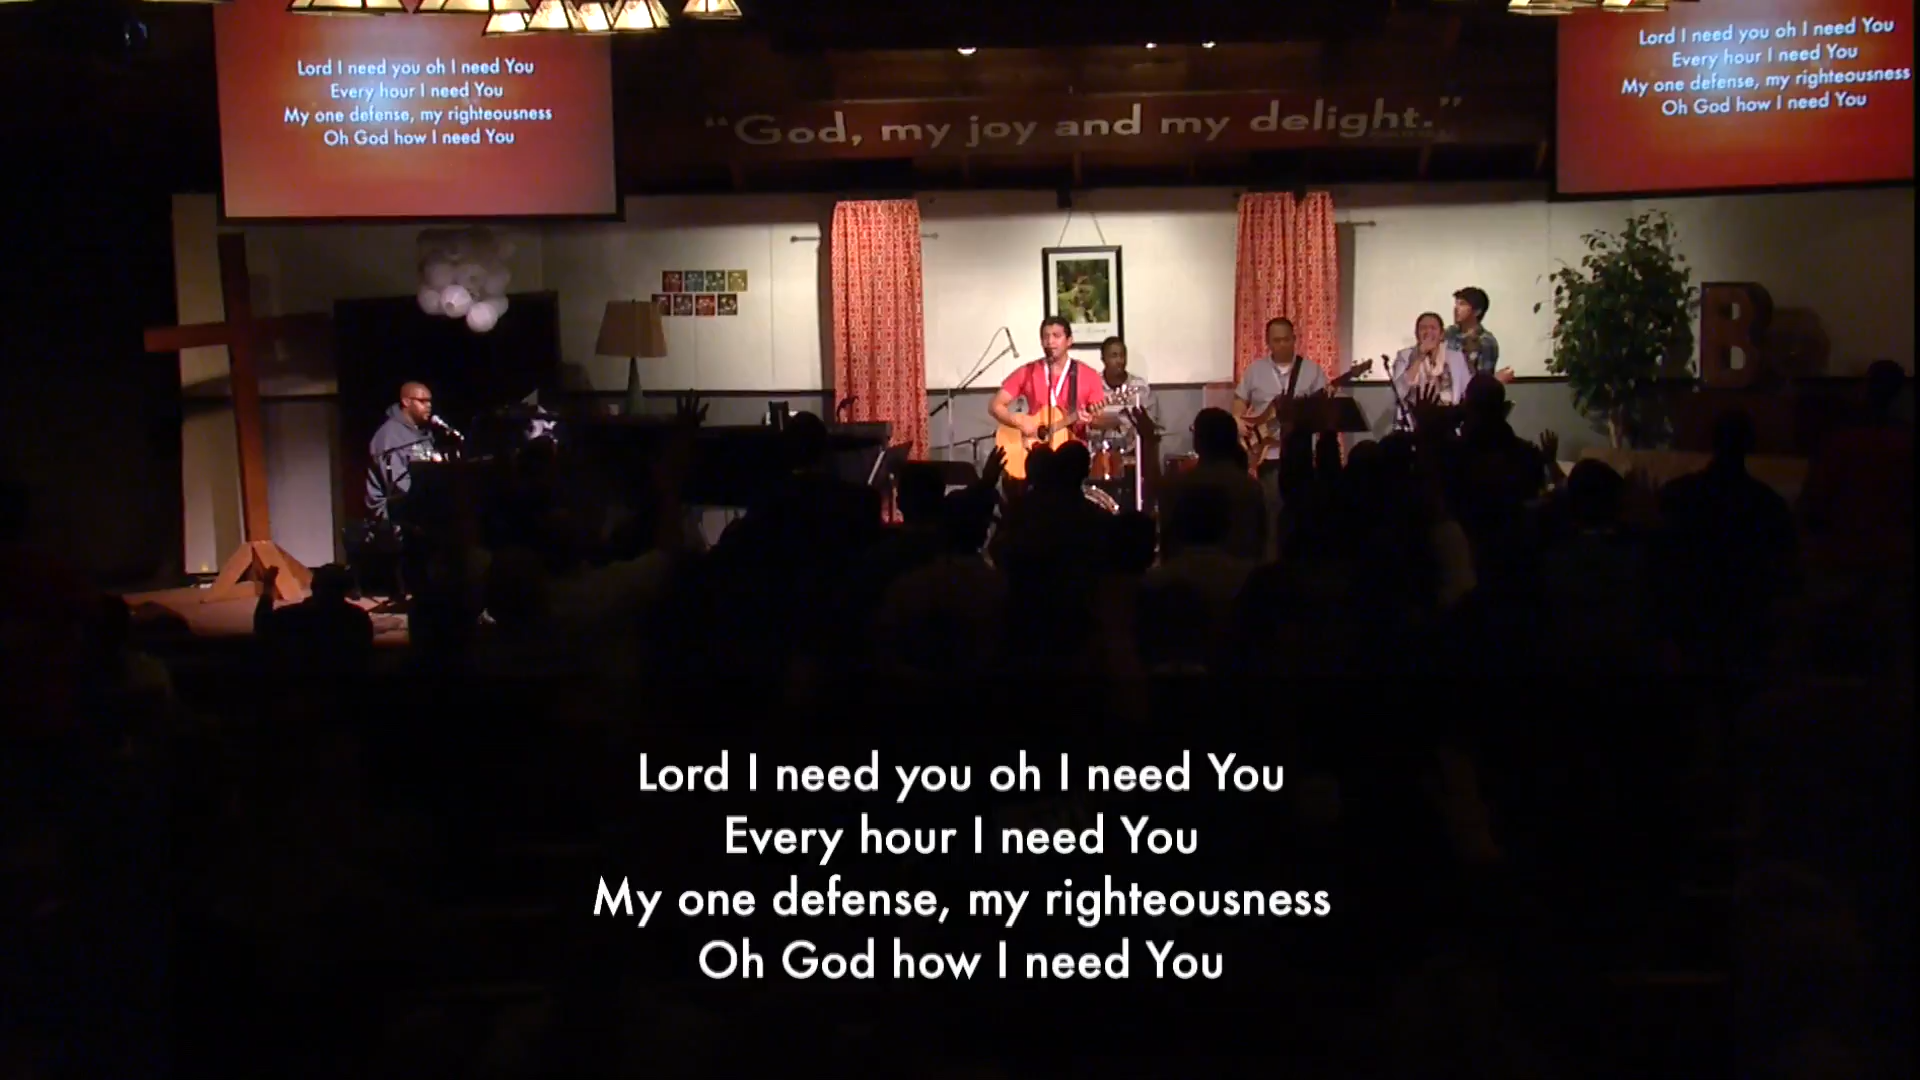 Lord I need you oh I need You
Every hour I need You
My one defense, my righteousness
Oh God how I need You
Lord I need you oh I need You
Every hour I need You
My one defense, my righteousness
Oh God how I need You
"God, my joy and my delight."
B
Lord I need you oh I need You
Every hour I need You
My one defense, my righteousness
Oh God how I need You